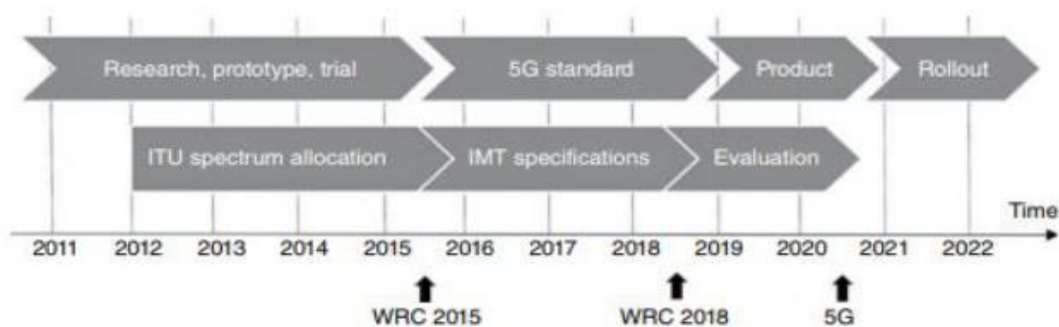 Research, prototype, trial
5G standard
Product
Rollout
ITU spectrum allocation
IMT specifications
Evaluation
Time
2011 2012 2013 2014 2015 2016 2017 2018 2019 2020 2021 2022
WRC 2015
WRC 2018
5G